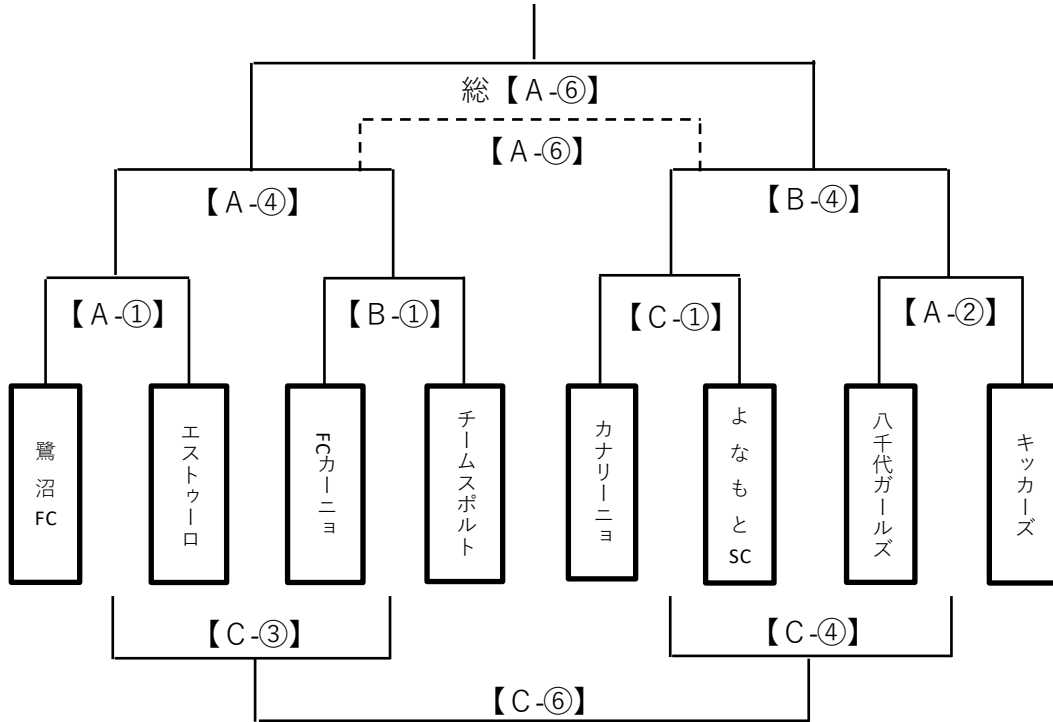 総【A-⑥】
【A-⑥】
【A-④】
【B-④】
【A-①】
【B-①】
【C-①】
【A-②】
鷺沼FC
エストゥーロ
FCカーニョ
チームスポルト
カナリーニョ
よなもとSC
八千代ガールズ
キッカーズ
【C-③】
【C-④】
【C-⑥】